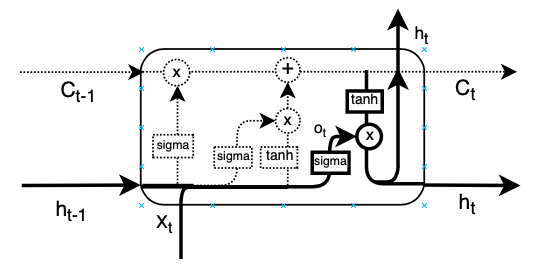 h_t
x
+
C_t-1
C_t
tanh
x
o_t
x
sigma
sigma
tanh
sigma
h_t-1
h_t
X_t